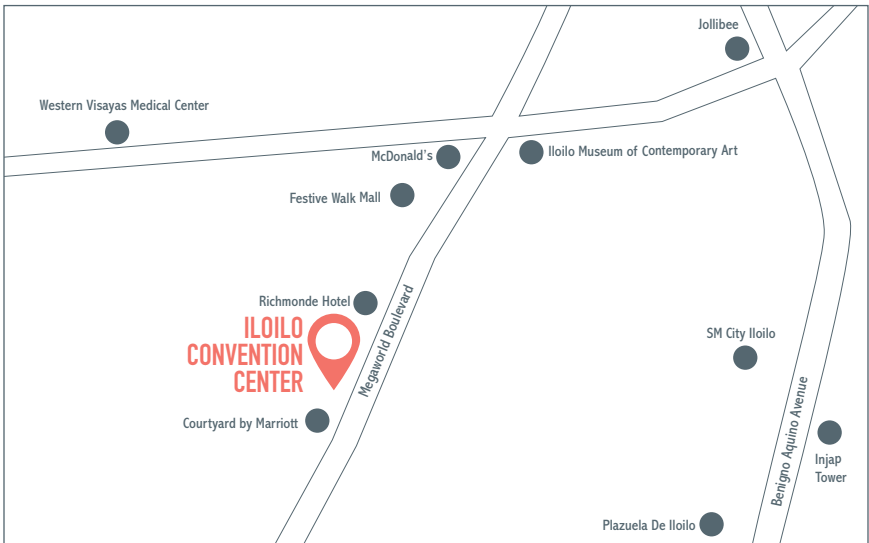 Jollibee
Western Visayas Medical Center
McDonald's
Iloilo Museum of Contemporary Art
Festive Walk Mall
Richmonde Hotel
ILOILO
CONVENTION
CENTER
Megaworld Boulevard
SM City Iloilo
Courtyard by Marriott
Benigno Aquino Avenue
Injap
Tower
Plazuela De Iloilo